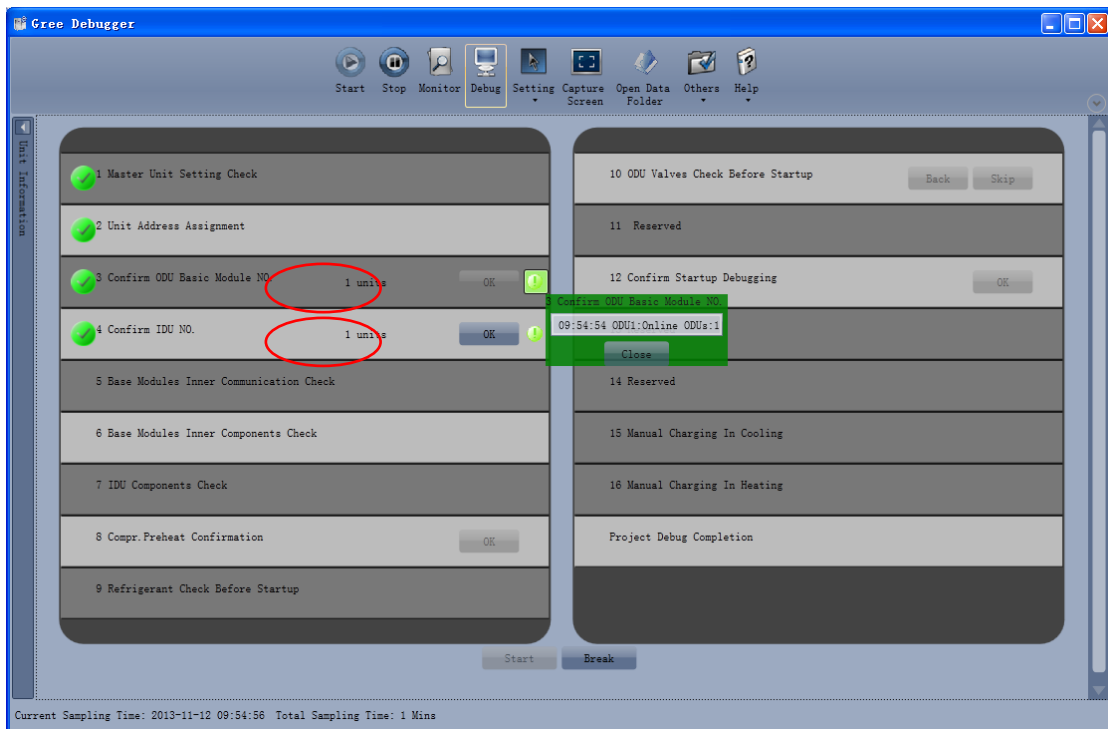 Gree Debugger
Start Stop Monitor Debug Setting Capture Screen Open Data Folder Others Help
Unit Information
1 Master Unit Setting Check
2 Unit Address Assignment
3 Confirm ODU Basic Module NO. 1 units OK
4 Confirm IDU NO. 1 units OK
5 Base Modules Inner Communication Check
6 Base Modules Inner Components Check
7 IDU Components Check
8 Compr.Preheat Confirmation OK
9 Refrigerant Check Before Startup
10 ODU Valves Check Before Startup Back Skip
11 Reserved
12 Confirm Startup Debugging OK
3 Confirm ODU Basic Module NO.
09:54:54 ODU1:Online ODUs:1
Close
14 Reserved
15 Manual Charging In Cooling
16 Manual Charging In Heating
Project Debug Completion
Start Break
Current Sampling Time: 2013-11-12 09:54:56 Total Sampling Time: 1 Mins